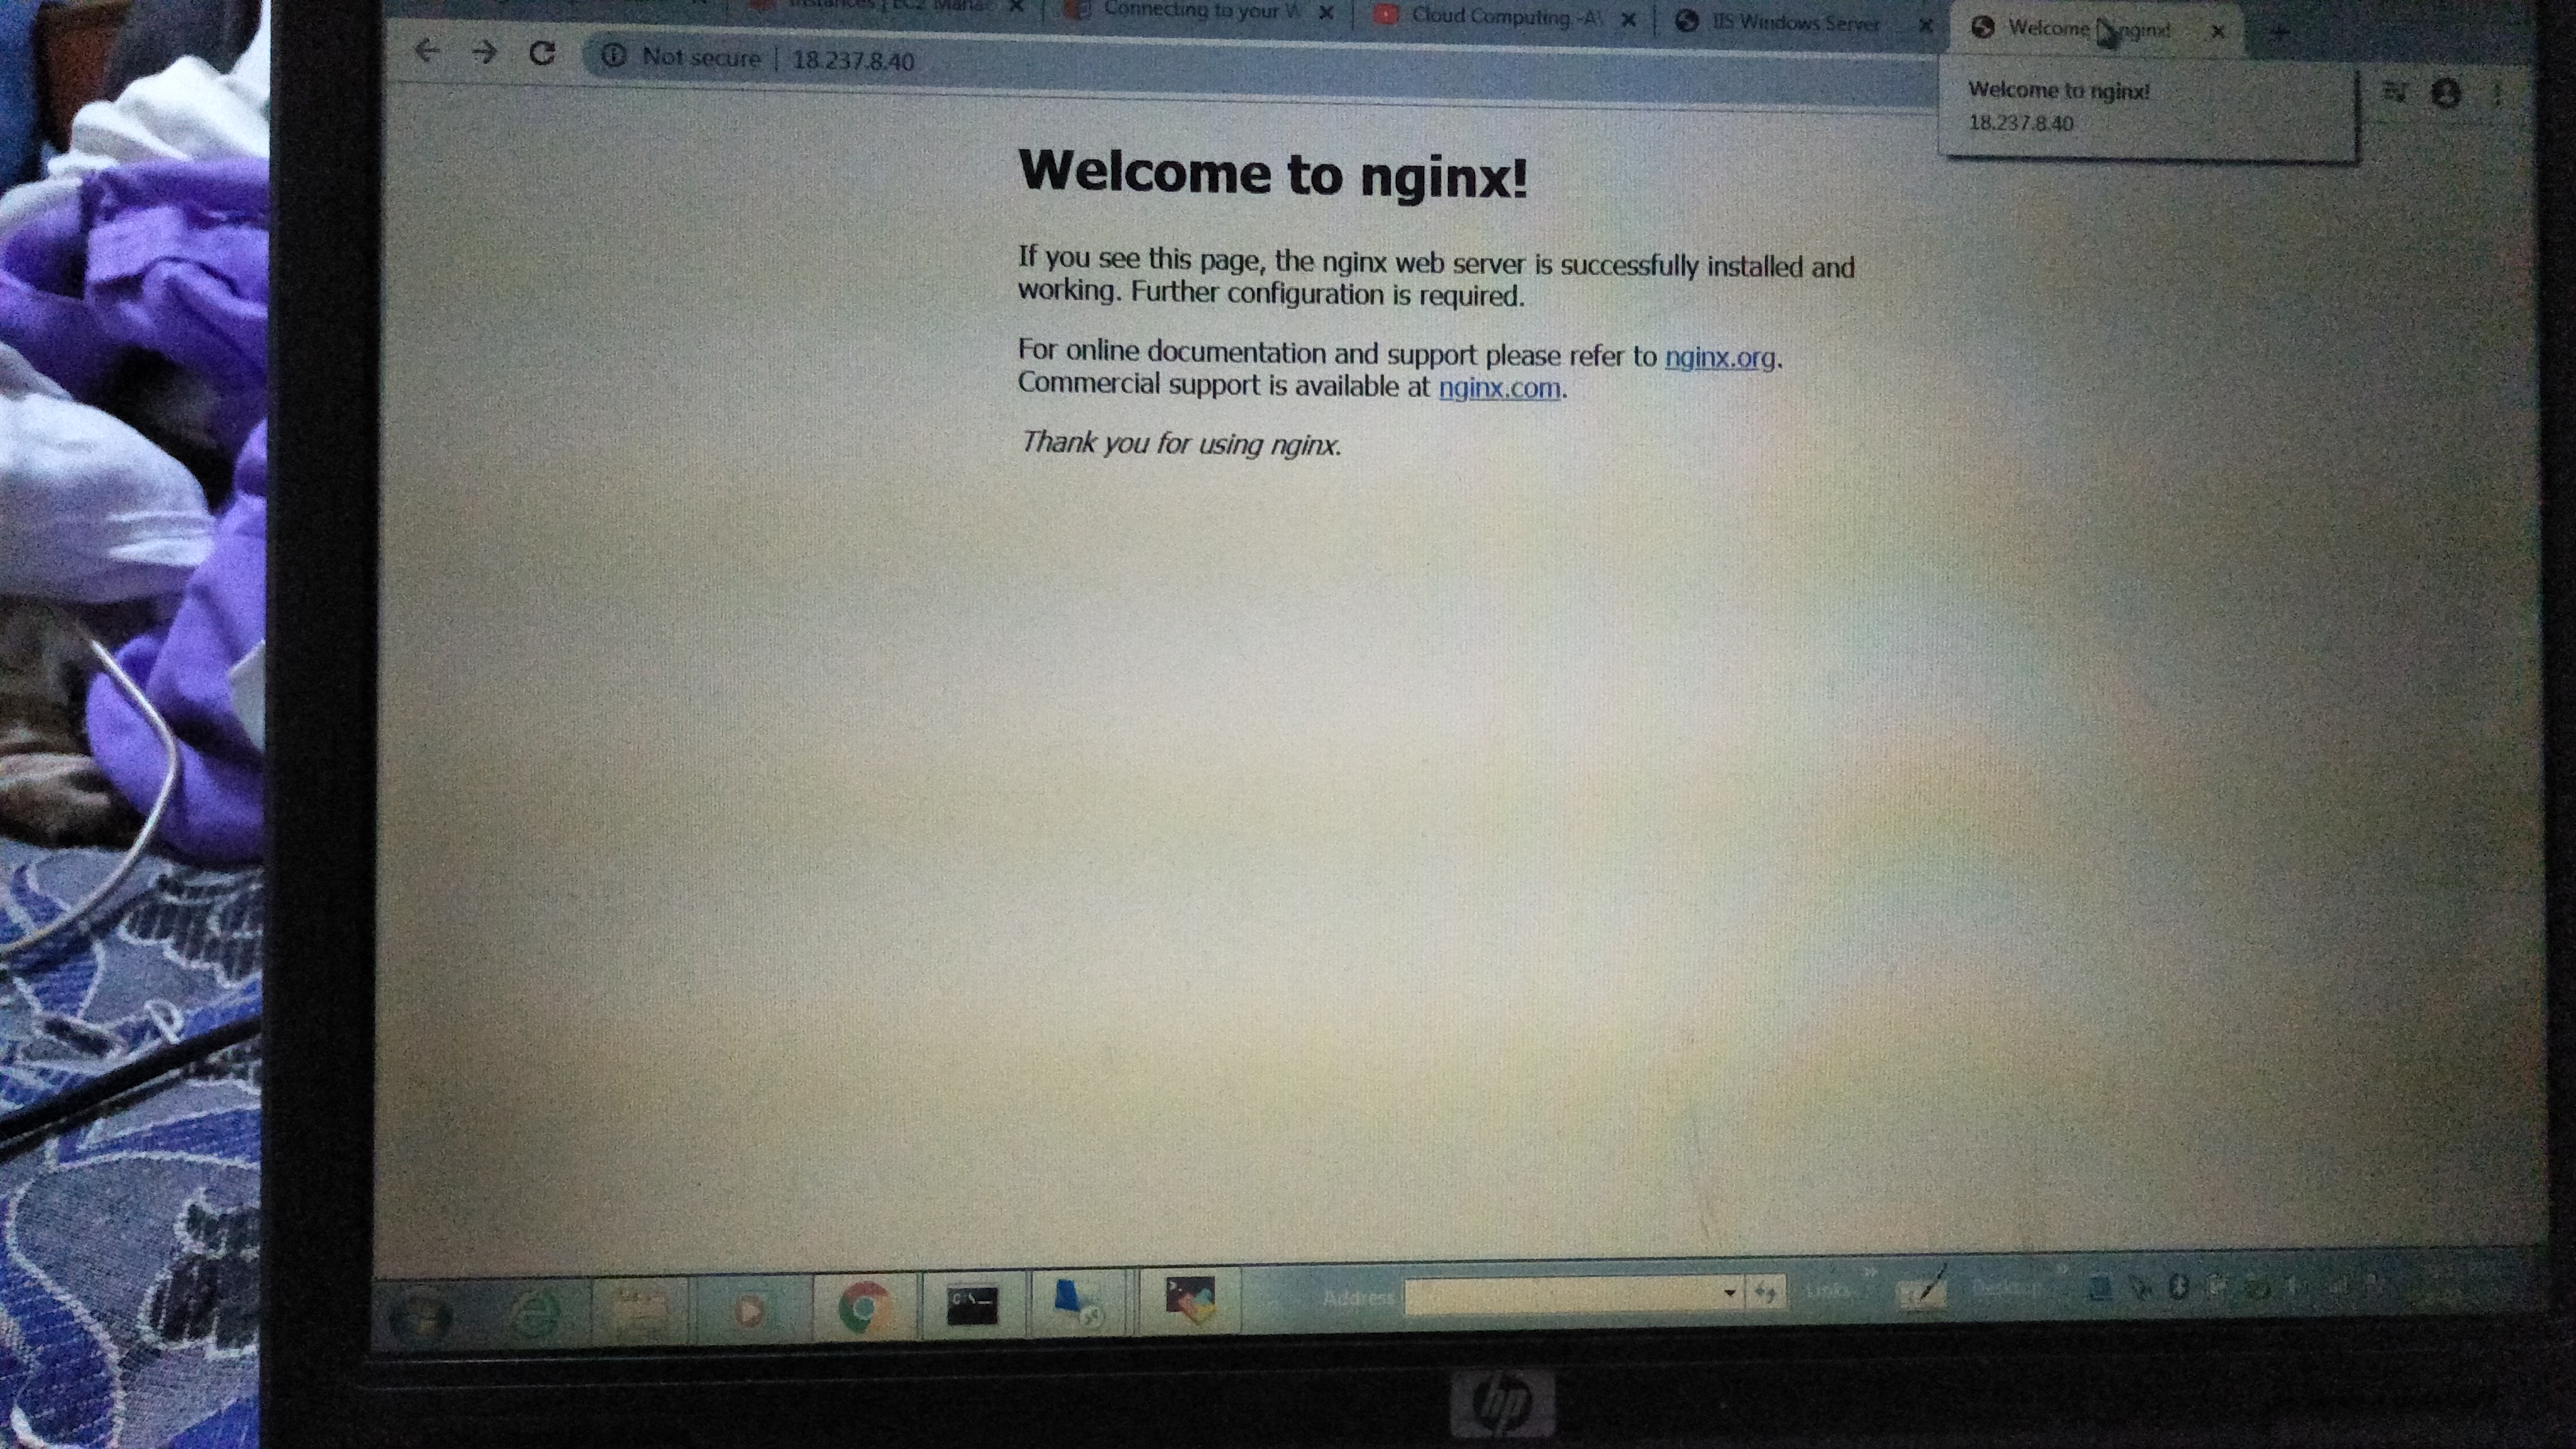 Instances | EC2 Mana
Connecting to your W
Cloud Computing -AW
IIS Windows Server
Welcome nginx!
Not secure | 18.237.8.40
Welcome to nginx!
18.237.8.40
Welcome to nginx!
If you see this page, the nginx web server is successfully installed and
working. Further configuration is required.
For online documentation and support please refer to nginx.org.
Commercial support is available at nginx.com.
Thank you for using nginx.
C:\_
Address
Links
Desktop
hp